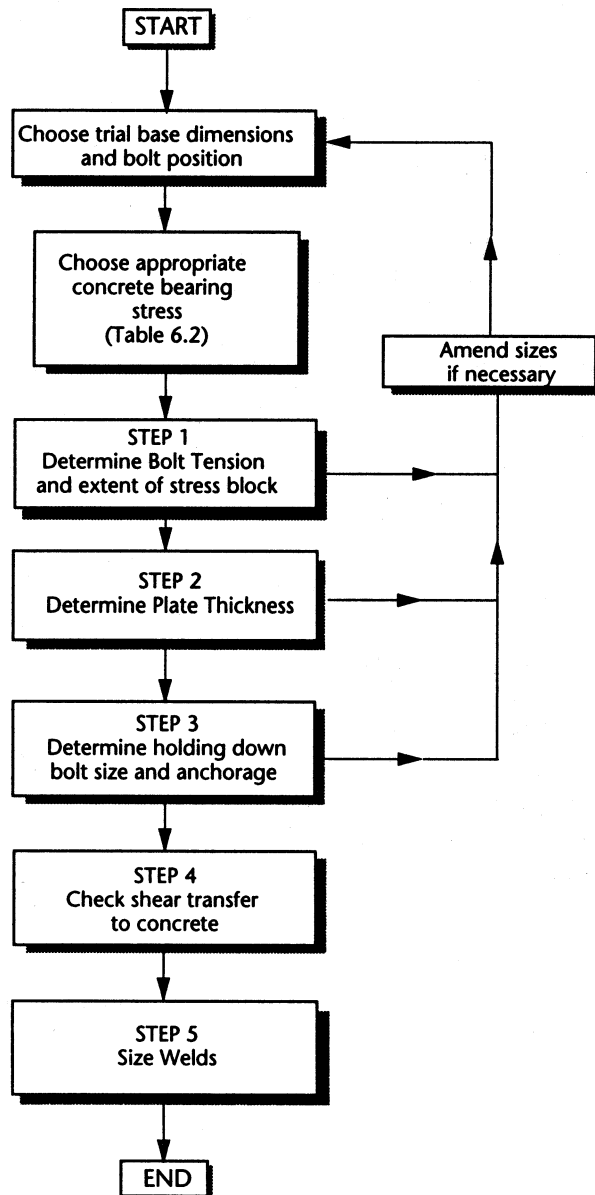 START
Choose trial base dimensions
and bolt position
Choose appropriate
concrete bearing
stress
(Table 6.2)
Amend sizes
if necessary
STEP 1
Determine Bolt Tension
and extent of stress block
STEP 2
Determine Plate Thickness
STEP 3
Determine holding down
bolt size and anchorage
STEP 4
Check shear transfer
to concrete
STEP 5
Size Welds
END